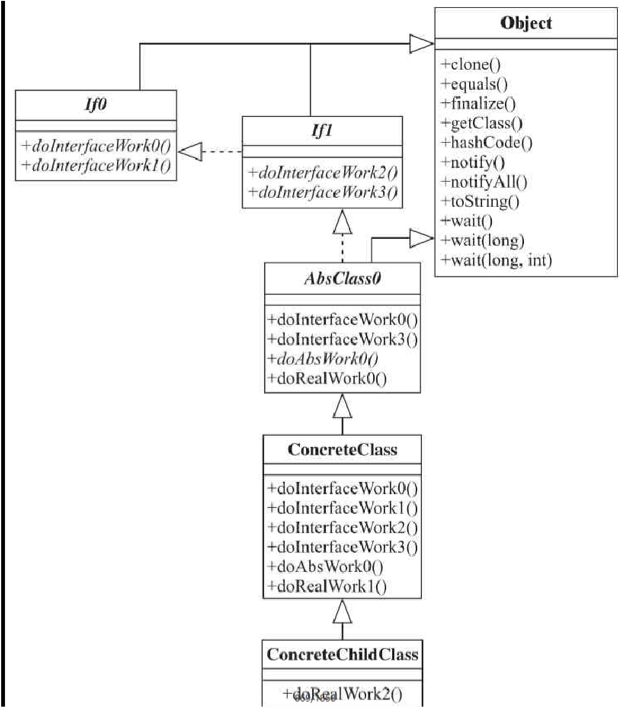 Object
+clone()
+equals()
+finalize()
+getClass()
+hashCode()
+notify()
+notifyAll()
+toString()
+wait()
+wait(long)
+wait(long, int)
If0
+doInterfaceWork0()
+doInterfaceWork1()
If1
+doInterfaceWork2()
+doInterfaceWork3()
AbsClass0
+doInterfaceWork0()
+doInterfaceWork3()
+doAbsWork0()
+doRealWork0()
ConcreteClass
+doInterfaceWork0()
+doInterfaceWork1()
+doInterfaceWork2()
+doInterfaceWork3()
+doAbsWork0()
+doRealWork1()
ConcreteChildClass
+doRealWork2()